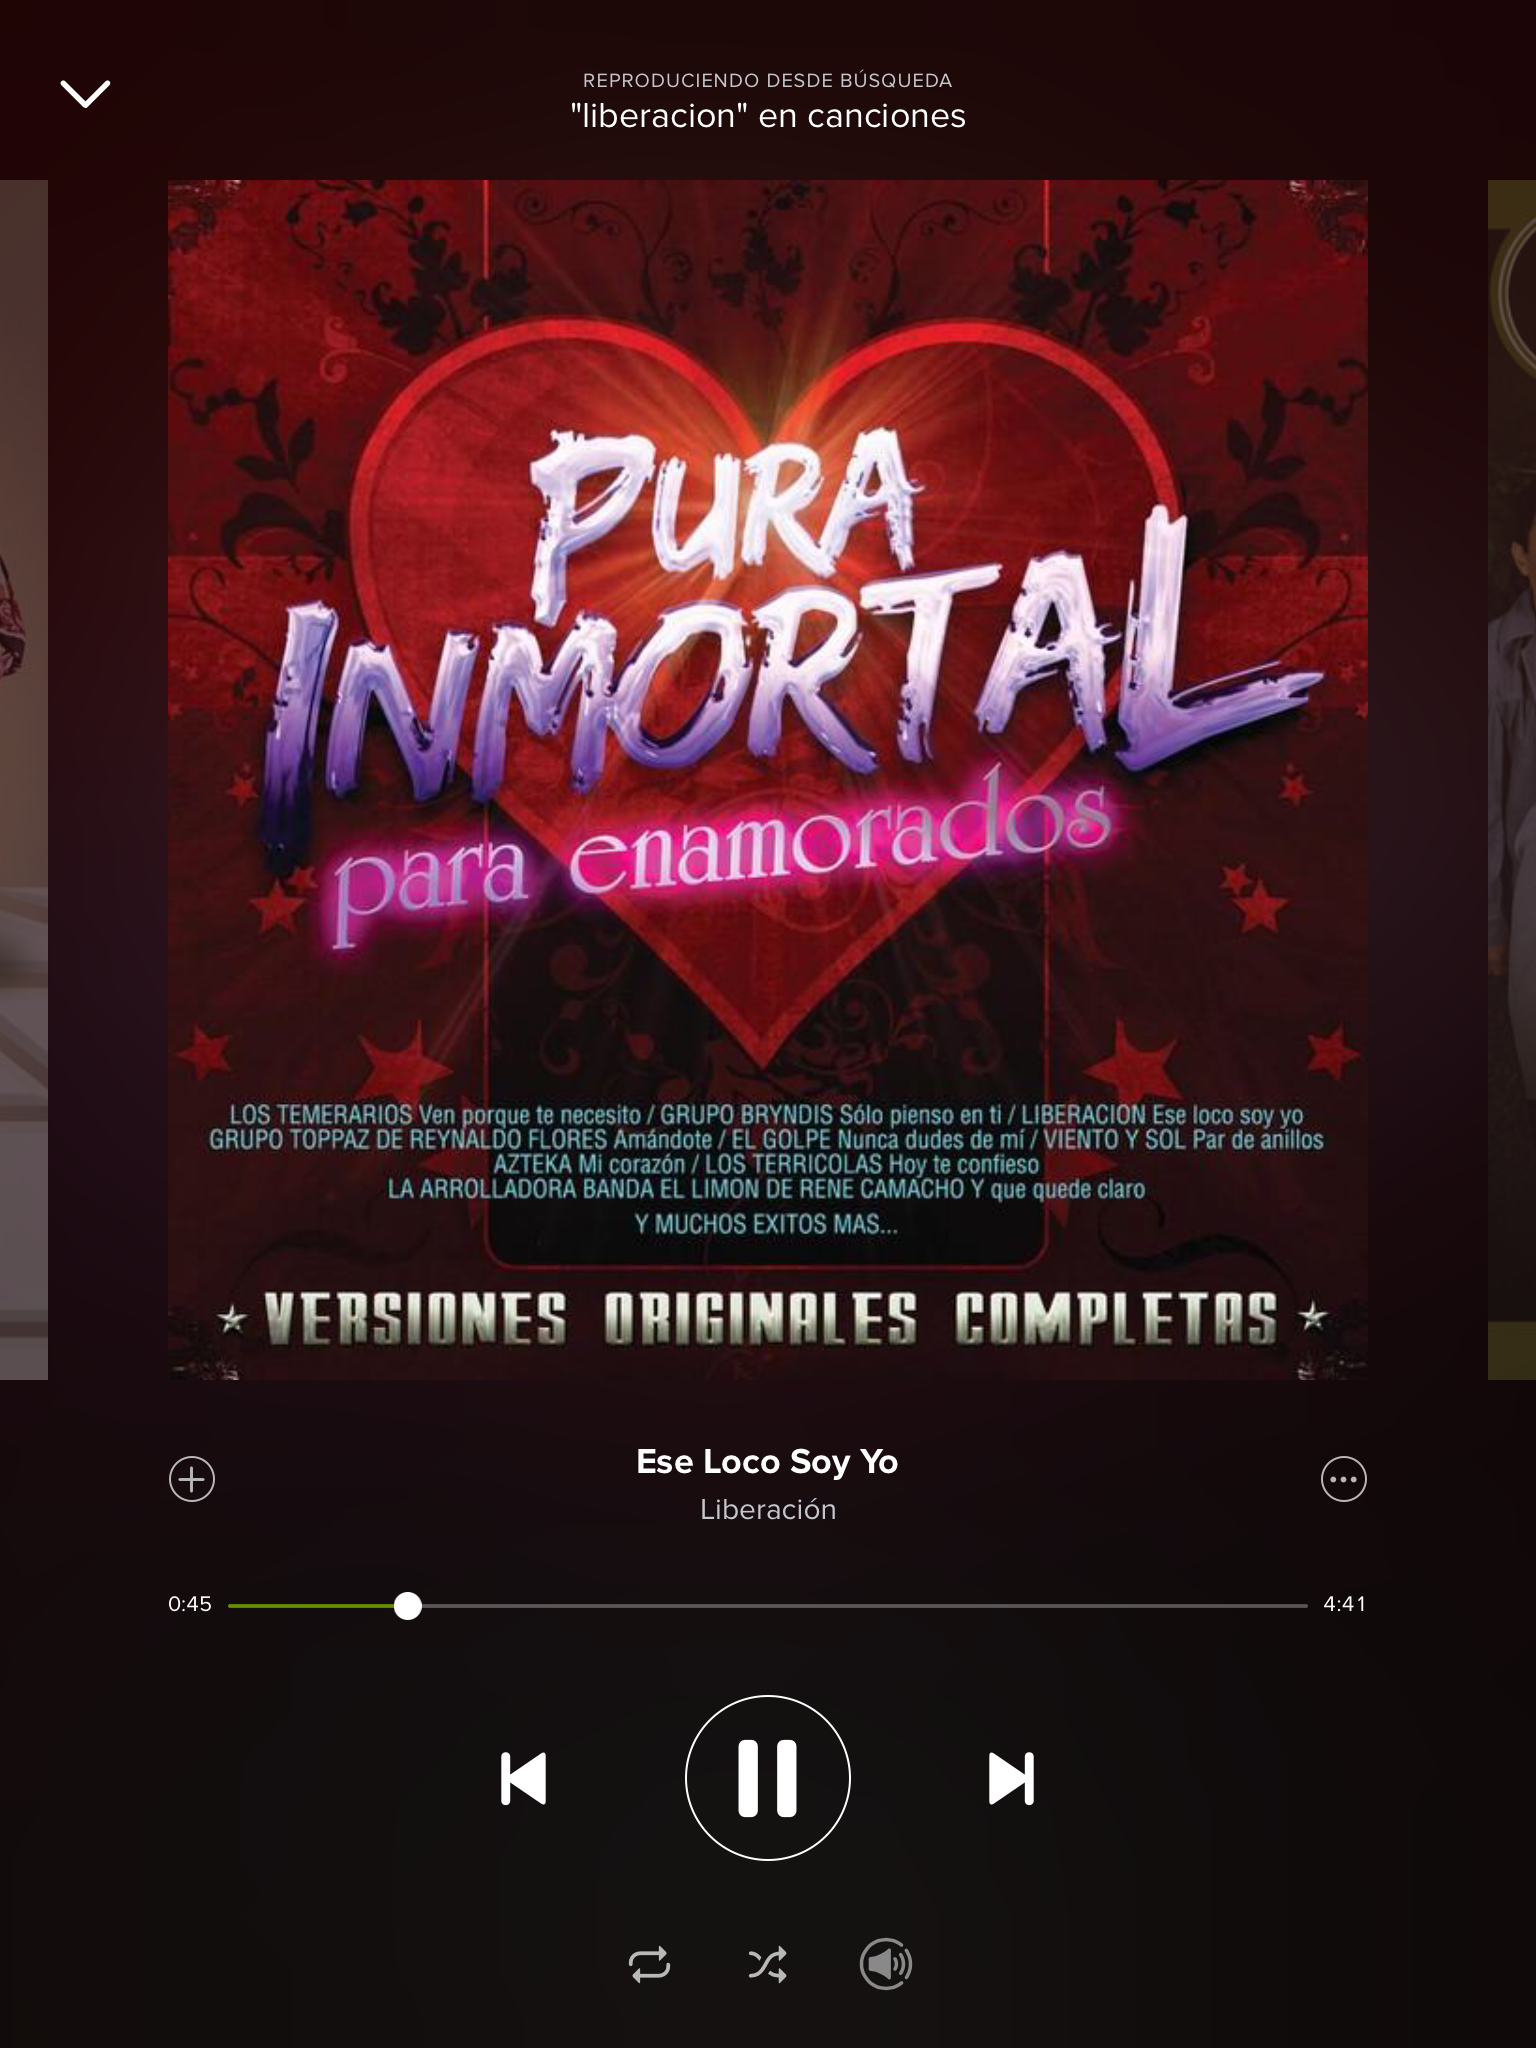 REPRODUCIENDO DESDE BÚSQUEDA
"liberacion" en canciones
PURA
INMORTAL
para enamorados
LOS TEMERARIOS Ven porque te necesito / GRUPO BRYNDIS Sólo pienso en ti / LIBERACION Ese loco soy yo
GRUPO TOPPAZ DE REYNALDO FLORES Amándote / EL GOLPE Nunca dudes de mí / VIENTO Y SOL Par de anillos
AZTEKA Mi corazón / LOS TERRICOLAS Hoy te confieso
LA ARROLLADORA BANDA EL LIMON DE RENE CAMACHO Y que quede claro
Y MUCHOS EXITOS MAS...
VERSIONES ORIGINALES COMPLETAS
Ese Loco Soy Yo
Liberación
0:45 4:41